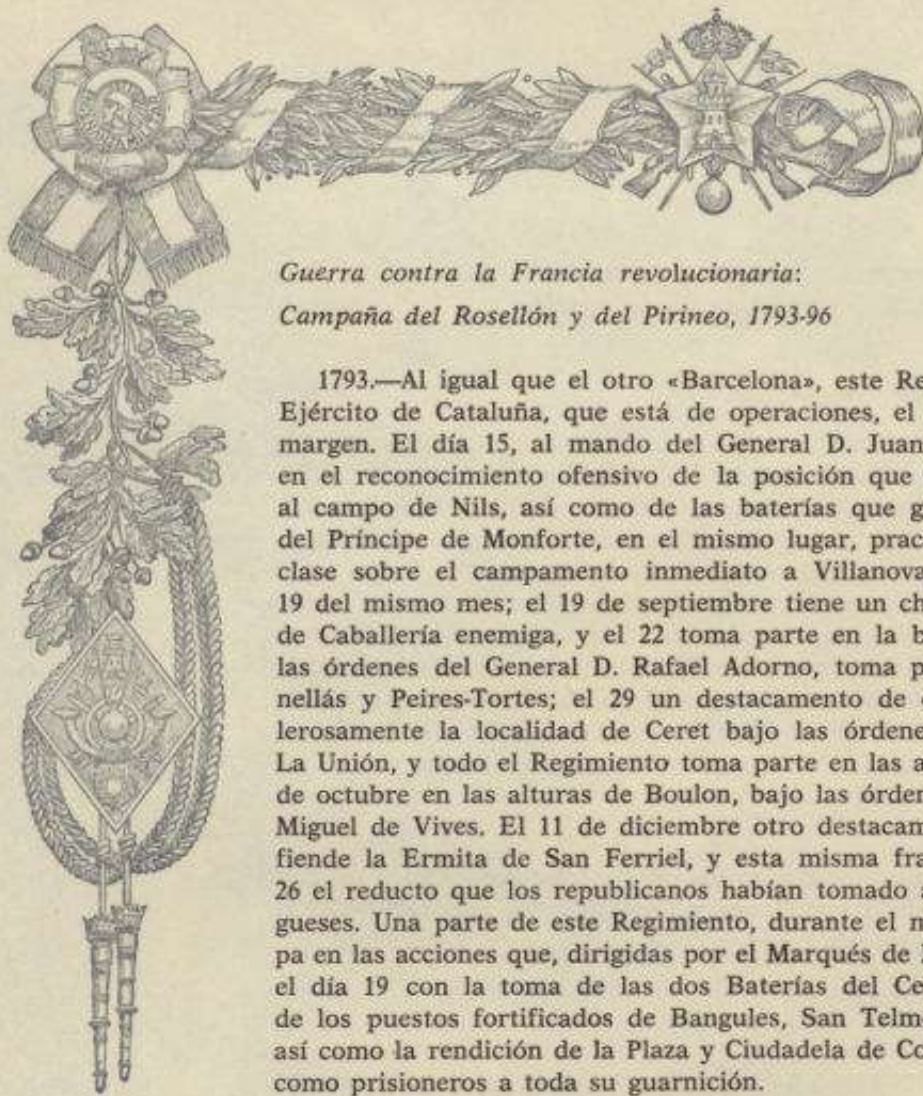 Guerra contra la Francia revolucionaria:
Campaña del Rosellón y del Pirineo, 1793-96
1793.—Al igual que el otro «Barcelona», este Re
Ejército de Cataluña, que está de operaciones, el
margen. El día 15, al mando del General D. Juan
en el reconocimiento ofensivo de la posición que
al campo de Nils, así como de las baterías que g
del Príncipe de Monforte, en el mismo lugar, prac
clase sobre el campamento inmediato a Villanova
19 del mismo mes; el 19 de septiembre tiene un ch
de Caballería enemiga, y el 22 toma parte en la b
las órdenes del General D. Rafael Adorno, toma p
nellás y Peires-Tortes; el 29 un destacamento de
lerosamente la localidad de Ceret bajo las órdene
La Unión, y todo el Regimiento toma parte en las a
de octubre en las alturas de Boulon, bajo las órden
Miguel de Vives. El 11 de diciembre otro destacam
fiende la Ermita de San Ferriel, y esta misma fra
26 el reducto que los republicanos habían tomado
gueses. Una parte de este Regimiento, durante el m
pa en las acciones que, dirigidas por el Marqués de
el día 19 con la toma de las dos Baterías del Ce
de los puestos fortificados de Bangules, San Telm
así como la rendición de la Plaza y Ciudadela de Co
como prisioneros a toda su guarnición.